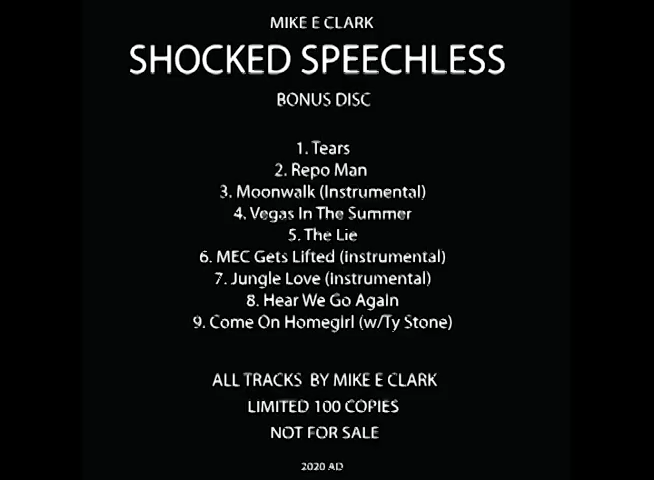 MIKE E CLARK
SHOCKED SPEECHLESS
BONUS DISC
1. Tears
2. Repo Man
3. Moonwalk (Instrumental)
4. Vegas In The Summer
5. The Lie
6. MEC Gets Lifted (instrumental)
7. Jungle Love (instrumental)
8. Hear We Go Again
9. Come On Homegirl (w/Ty Stone)
ALL TRACKS BY MIKE E CLARK
LIMITED 100 COPIES
NOT FOR SALE
2020 AD